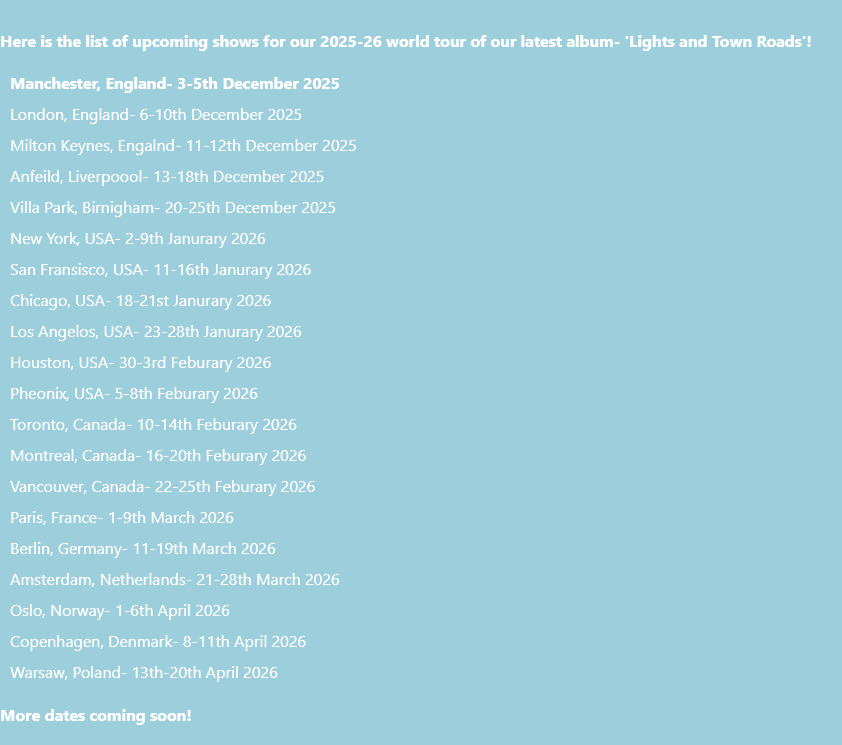 Here is the list of upcoming shows for our 2025-26 world tour of our latest album- 'Lights and Town Roads'!
Manchester, England- 3-5th December 2025
London, England- 6-10th December 2025
Milton Keynes, Engalnd- 11-12th December 2025
Anfeild, Liverpoool- 13-18th December 2025
Villa Park, Birnigham- 20-25th December 2025
New York, USA- 2-9th Janurary 2026
San Fransisco, USA- 11-16th Janurary 2026
Chicago, USA- 18-21st Janurary 2026
Los Angelos, USA- 23-28th Janurary 2026
Houston, USA- 30-3rd Feburary 2026
Pheonix, USA- 5-8th Feburary 2026
Toronto, Canada- 10-14th Feburary 2026
Montreal, Canada- 16-20th Feburary 2026
Vancouver, Canada- 22-25th Feburary 2026
Paris, France- 1-9th March 2026
Berlin, Germany- 11-19th March 2026
Amsterdam, Netherlands- 21-28th March 2026
Oslo, Norway- 1-6th April 2026
Copenhagen, Denmark- 8-11th April 2026
Warsaw, Poland- 13th-20th April 2026
More dates coming soon!